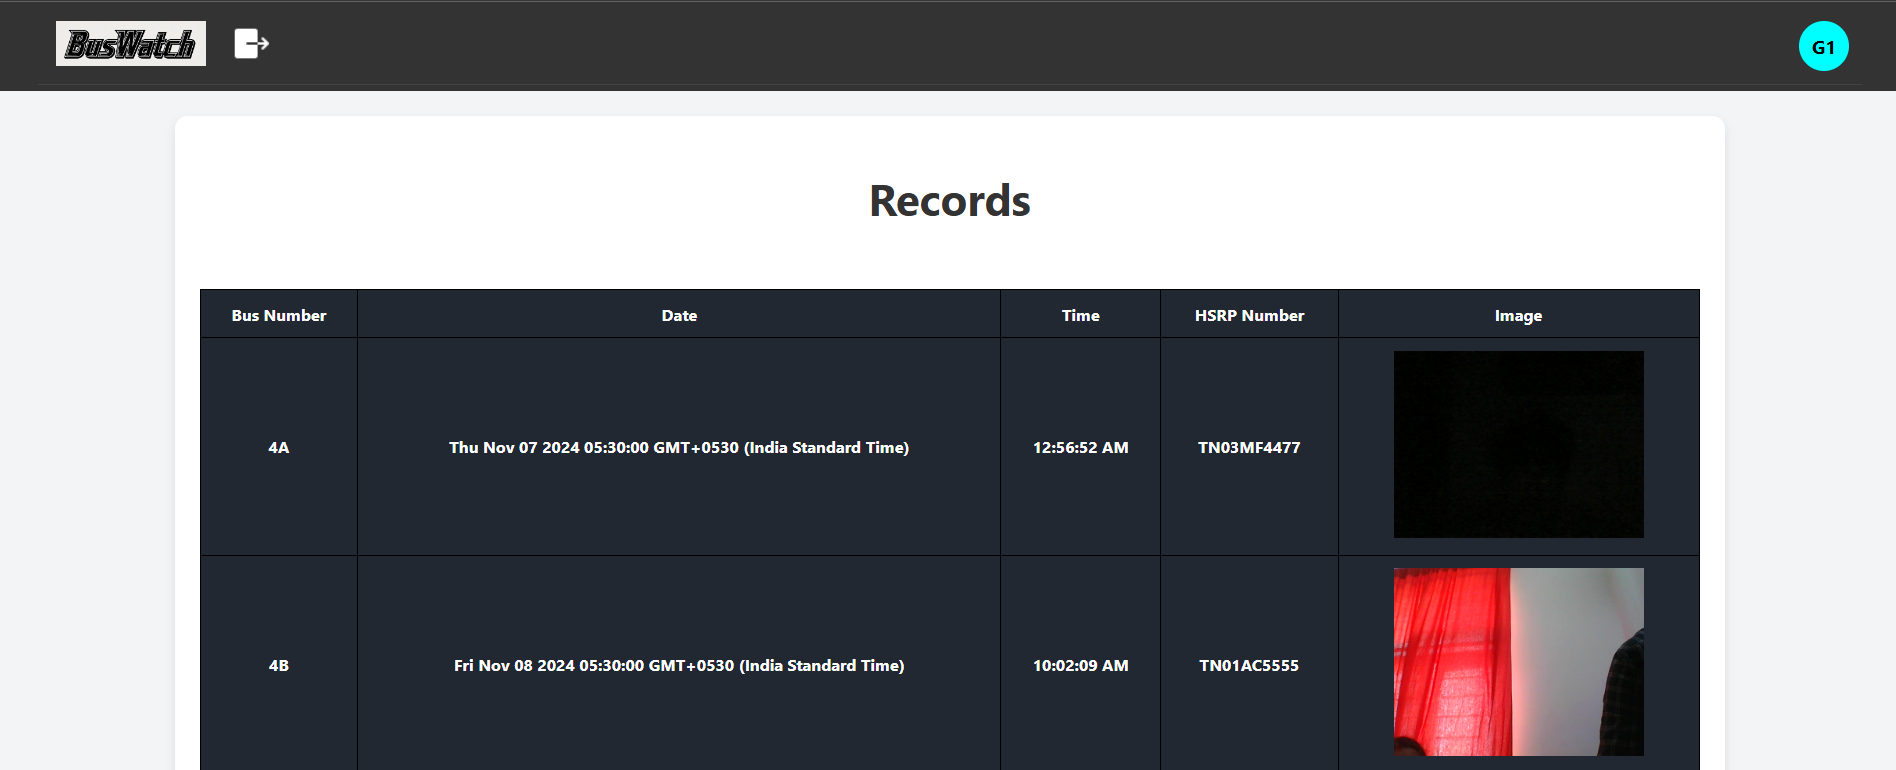 BusWatch
G1
Records
Bus Number Date Time HSRP Number Image
4A Thu Nov 07 2024 05:30:00 GMT+0530 (India Standard Time) 12:56:52 AM TN03MF4477
4B Fri Nov 08 2024 05:30:00 GMT+0530 (India Standard Time) 10:02:09 AM TN01AC5555